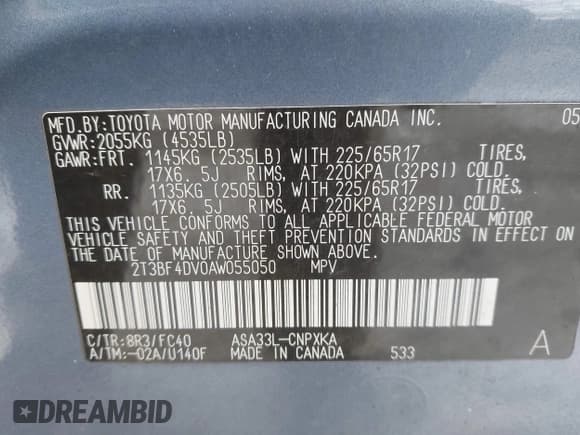 MFD.BY:TOYOTA MOTOR MANUFACTURING CANADA INC. 05
GVWR:2055KG (4535LB)
GAWR:FRT. 1145KG (2535LB) WITH 225/65R17 TIRES,
17X6. 5J RIMS, AT 220KPA (32PSI) COLD.
RR. 1135KG (2505LB) WITH 225/65R17 TIRES,
17X6. 5J RIMS, AT 220KPA (32PSI) COLD.
THIS VEHICLE CONFORMS TO ALL APPLICABLE FEDERAL MOTOR
VEHICLE SAFETY AND THEFT PREVENTION STANDARDS IN EFFECT ON
THE DATE OF MANUFACTURE SHOWN ABOVE.
2T3BF4DV0AW055050 MPV
C/TR:8R3/FC40 ASA33L-CNPXKA
A/TM:-02A/U140F MADE IN CANADA 533 A
DREAMBID